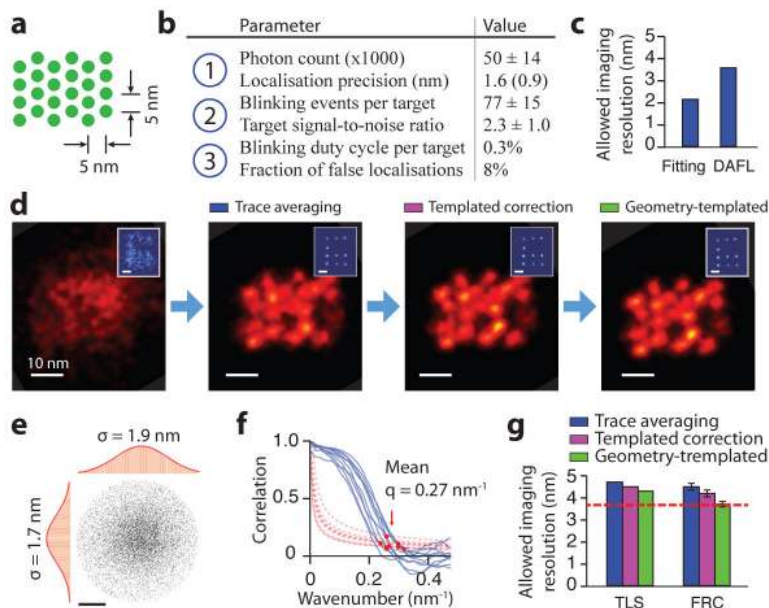 a
5 nm
5 nm
b
Parameter Value
1
Photon count (x1000) 50 ± 14
Localisation precision (nm) 1.6 (0.9)
2
Blinking events per target 77 ± 15
Target signal-to-noise ratio 2.3 ± 1.0
3
Blinking duty cycle per target 0.3%
Fraction of false localisations 8%
c
Allowed imaging
resolution (nm)
5
4
3
2
1
0
Fitting DAFL
d
Trace averaging Templated correction Geometry-templated
10 nm
e
σ = 1.9 nm
σ = 1.7 nm
f
Correlation
1.0
0.5
0
Mean
q = 0.27 nm-1
0 0.2 0.4
Wavenumber (nm-1)
g
Trace averaging
Templated correction
Geometry-tremplated
Allowed imaging
resolution (nm)
5
4
3
2
1
0
TLS FRC